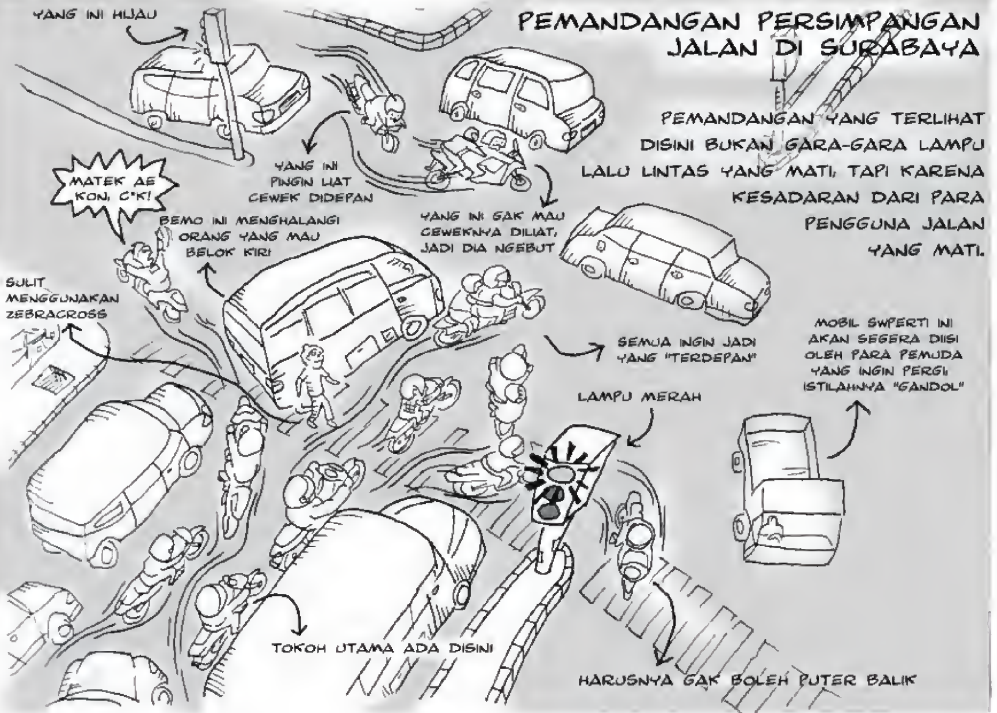 YANG INI HIJAU
PEMANDANGAN PERSIMPANGAN
JALAN DI SURABAYA
PEMANDANGAN YANG TERLIHAT
DISINI BUKAN GARA-GARA LAMPU
LALU LINTAS YANG MATI, TAPI KARENA
KESADARAN DARI PARA
PENGGUNA JALAN
YANG MATI.
YANG INI
PINGIN LIAT
CEWEK DIDEPAN
MATEK AE
KON, C*K!
BEMO INI MENGHALANGI
ORANG YANG MAU
BELOK KIRI
YANG INI GAK MAU
CEWEKNYA DILIAT,
JADI DIA NGEBUT
SULIT
MENGGUNAKAN
ZEBRACROSS
SEMUA INGIN JADI
YANG "TERDEPAN"
MOBIL SWPERTI INI
AKAN SEGERA DIISI
OLEH PARA PEMUDA
YANG INGIN PERGI,
ISTILAHNYA "GANDOL"
LAMPU MERAH
TOKOH UTAMA ADA DISINI
HARUSNYA GAK BOLEH PUTER BALIK